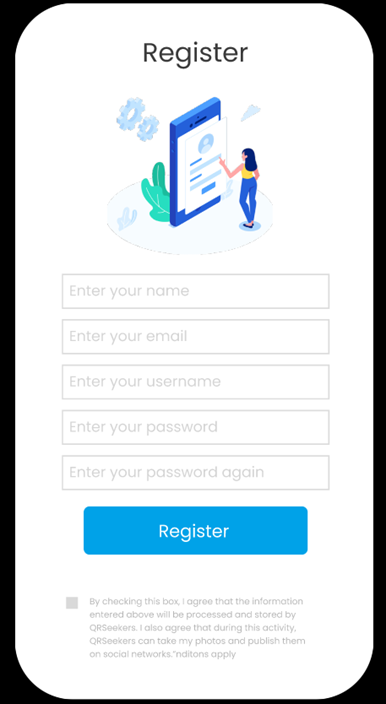 Register
Enter your name
Enter your email
Enter your username
Enter your password
Enter your password again
Register
By checking this box, I agree that the information
entered above will be processed and stored by
QRSeekers. I also agree that during this activity,
QRSeekers can take my photos and publish them
on social networks."nditons apply